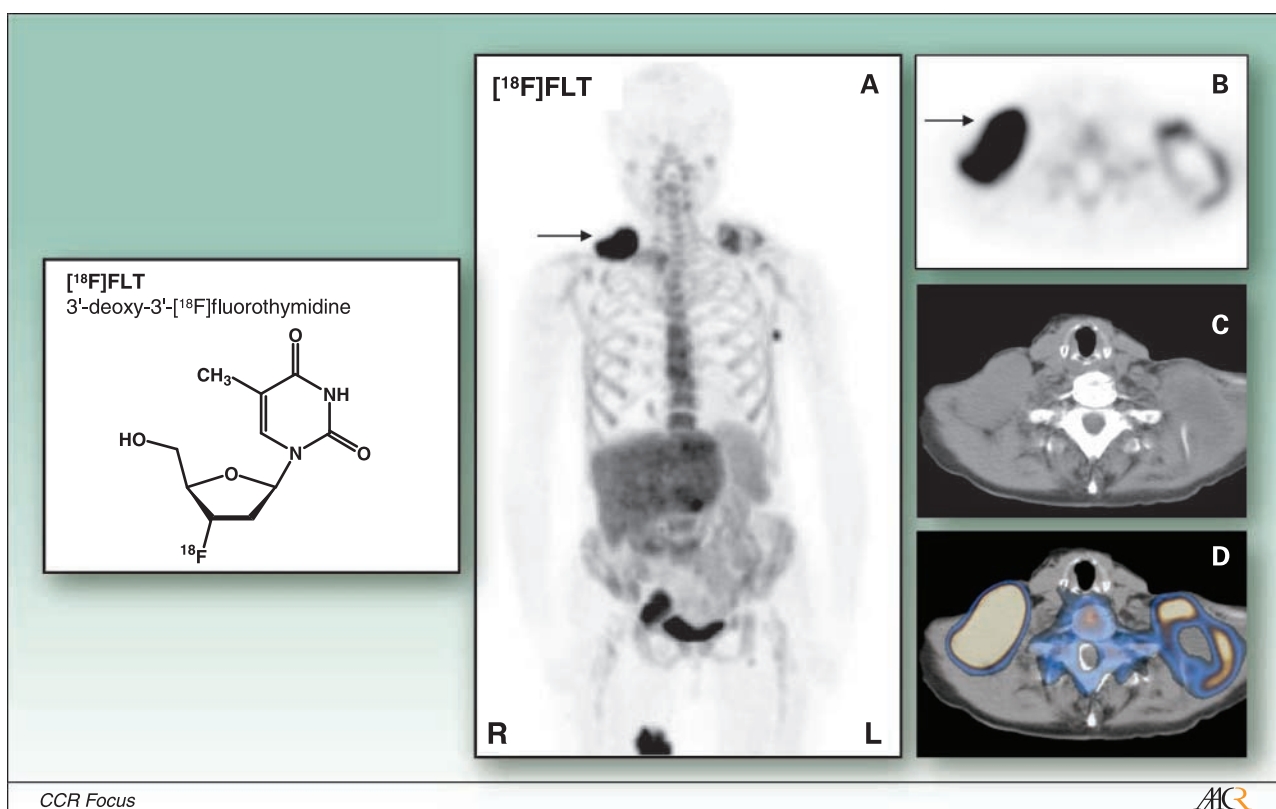 [¹⁸F]FLT
3'-deoxy-3'-[¹⁸F]fluorothymidine
O
CH₃
NH
HO
N
O
O
¹⁸F
[¹⁸F]FLT
A
R
L
B
C
D
CCR Focus
AACR